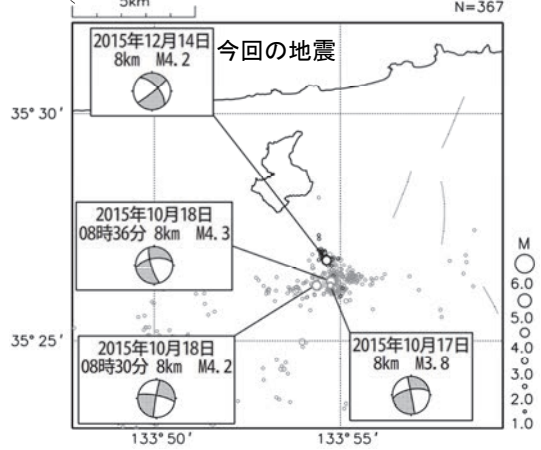 5km
N=367
2015年12月14日
8km M4.2
今回の地震
35°30′
2015年10月18日
08時36分 8km M4.3
35°25′
2015年10月18日
08時30分 8km M4.2
2015年10月17日
8km M3.8
M
6.0
5.0
4.0
3.0
2.0
1.0
133°50′
133°55′